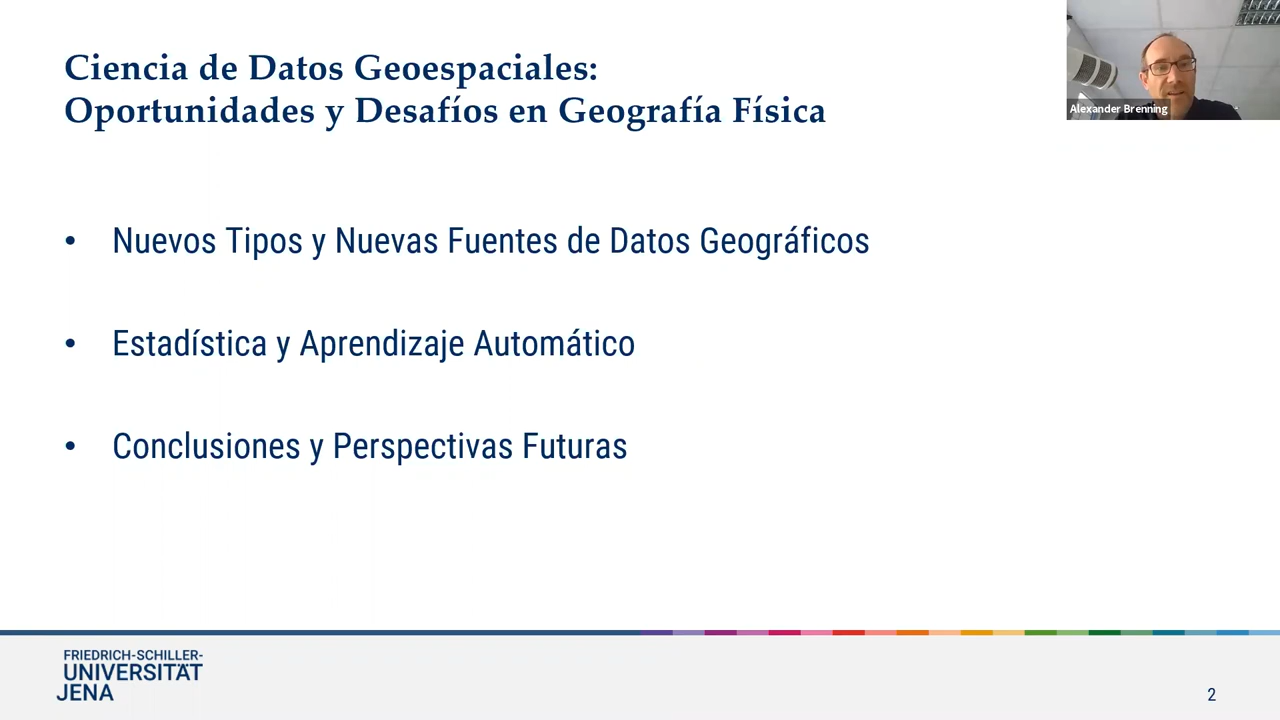 Ciencia de Datos Geoespaciales:
Oportunidades y Desafíos en Geografía Física
Alexander Brenning
• Nuevos Tipos y Nuevas Fuentes de Datos Geográficos
• Estadística y Aprendizaje Automático
• Conclusiones y Perspectivas Futuras
FRIEDRICH-SCHILLER-
UNIVERSITÄT
JENA
2